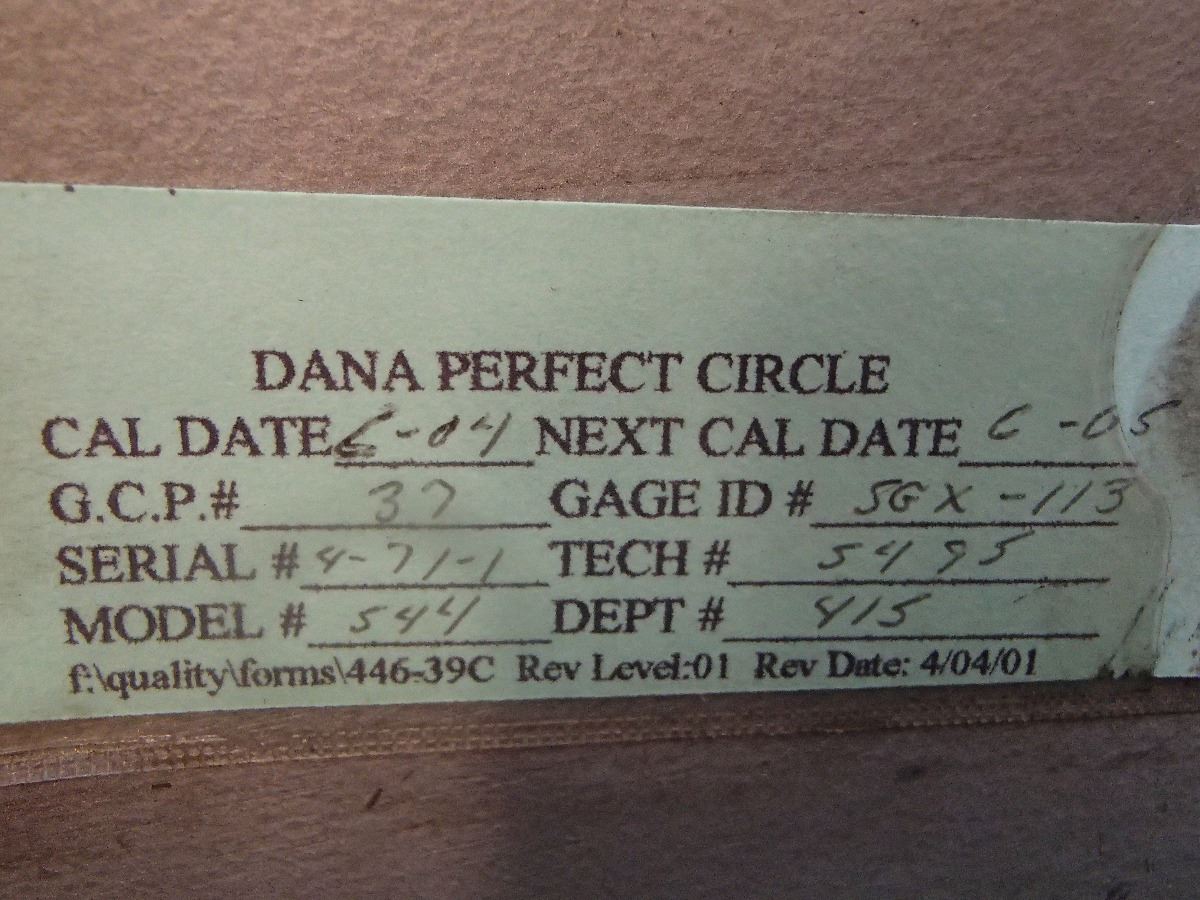 DANA PERFECT CIRCLE
CAL DATE 6-04 NEXT CAL DATE 6-05
G.C.P.# 37 GAGE ID # SGX-113
SERIAL # 4-71-1 TECH # 5495
MODEL # 544 DEPT # 415
f:\quality\forms\446-39C Rev Level:01 Rev Date: 4/04/01